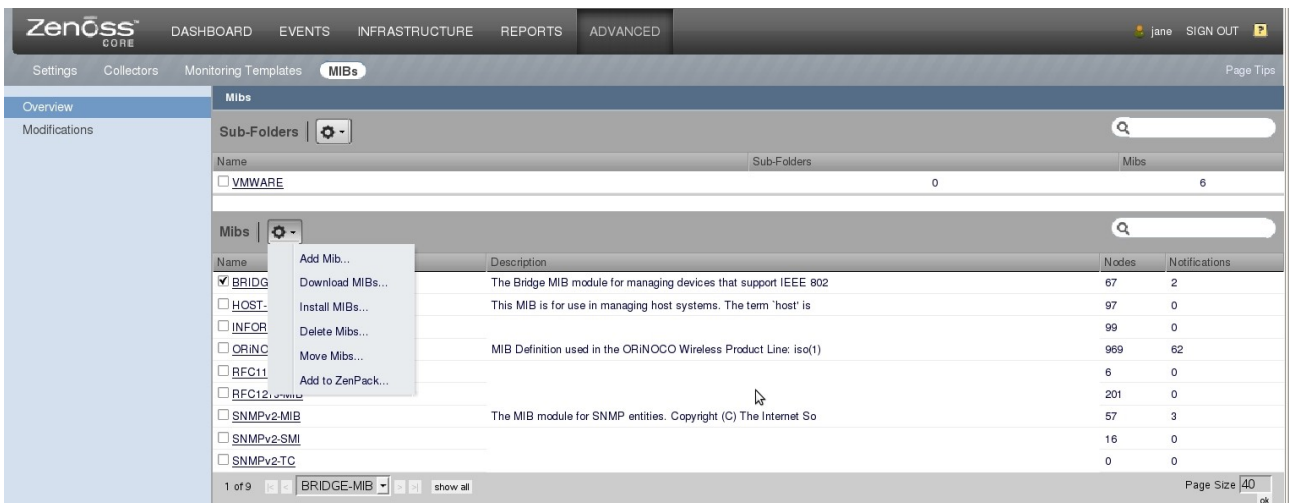 Zenōss™ CORE DASHBOARD EVENTS INFRASTRUCTURE REPORTS ADVANCED jane SIGN OUT ?
Settings Collectors Monitoring Templates MIBs Page Tips
Overview
Modifications
Mibs
Sub-Folders
Name Sub-Folders Mibs
VMWARE 0 6
Mibs
Name Description Nodes Notifications
Add Mib...
Download MIBs...
Install MIBs...
Delete Mibs...
Move Mibs...
Add to ZenPack...
BRIDG The Bridge MIB module for managing devices that support IEEE 802 67 2
HOST- This MIB is for use in managing host systems. The term `host' is 97 0
INFOR 99 0
ORiNOC MIB Definition used in the ORiNOCO Wireless Product Line: iso(1) 969 62
RFC11 6 0
RFC1213-MIB 201 0
SNMPv2-MIB The MIB module for SNMP entities. Copyright (C) The Internet So 57 3
SNMPv2-SMI 16 0
SNMPv2-TC 0 0
1 of 9 |< < BRIDGE-MIB > >| show all Page Size 40
ok